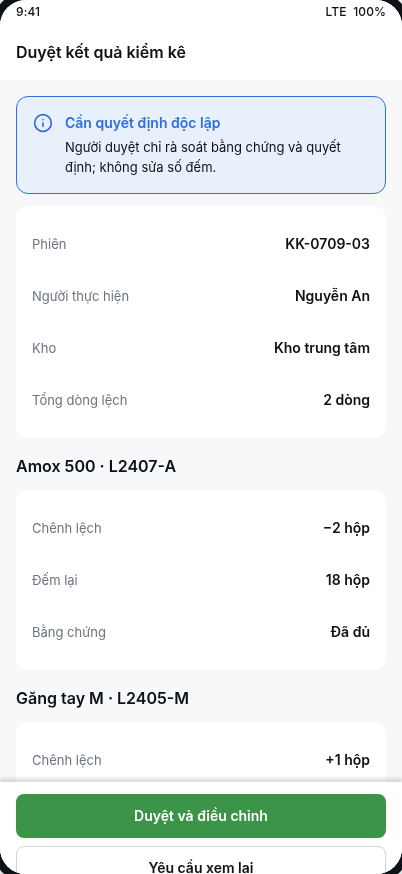 9:41 LTE 100%
Duyệt kết quả kiểm kê
Cần quyết định độc lập
Người duyệt chỉ rà soát bằng chứng và quyết
định; không sửa số đếm.
Phiên KK-0709-03
Người thực hiện Nguyễn An
Kho Kho trung tâm
Tổng dòng lệch 2 dòng
Amox 500 · L2407-A
Chênh lệch −2 hộp
Đếm lại 18 hộp
Bằng chứng Đã đủ
Găng tay M · L2405-M
Chênh lệch +1 hộp
Duyệt và điều chỉnh
Yêu cầu xem lại